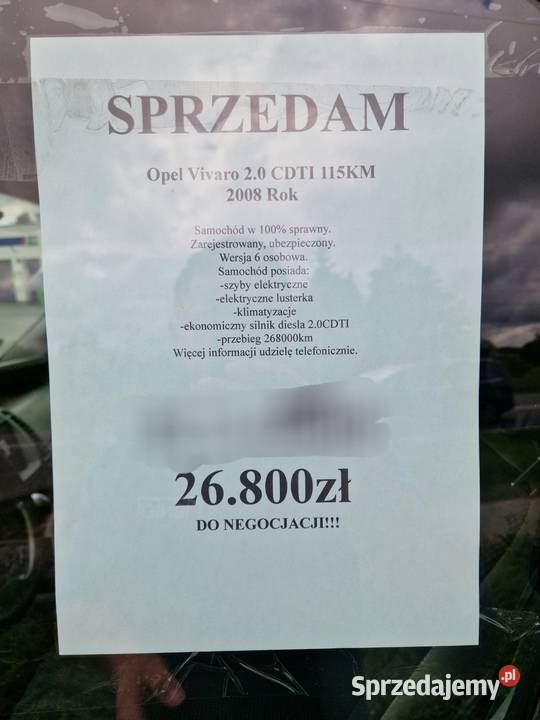 SPRZEDAM
Opel Vivaro 2.0 CDTI 115KM
2008 Rok
Samochód w 100% sprawny.
Zarejestrowany, ubezpieczony.
Wersja 6 osobowa.
Samochód posiada:
-szyby elektryczne
-elektryczne lusterka
-klimatyzacje
-ekonomiczny silnik diesla 2.0CDTI
-przebieg 268000km
Więcej informacji udzielę telefonicznie.
26.800zł
DO NEGOCJACJI!!!
Sprzedajemy.pl